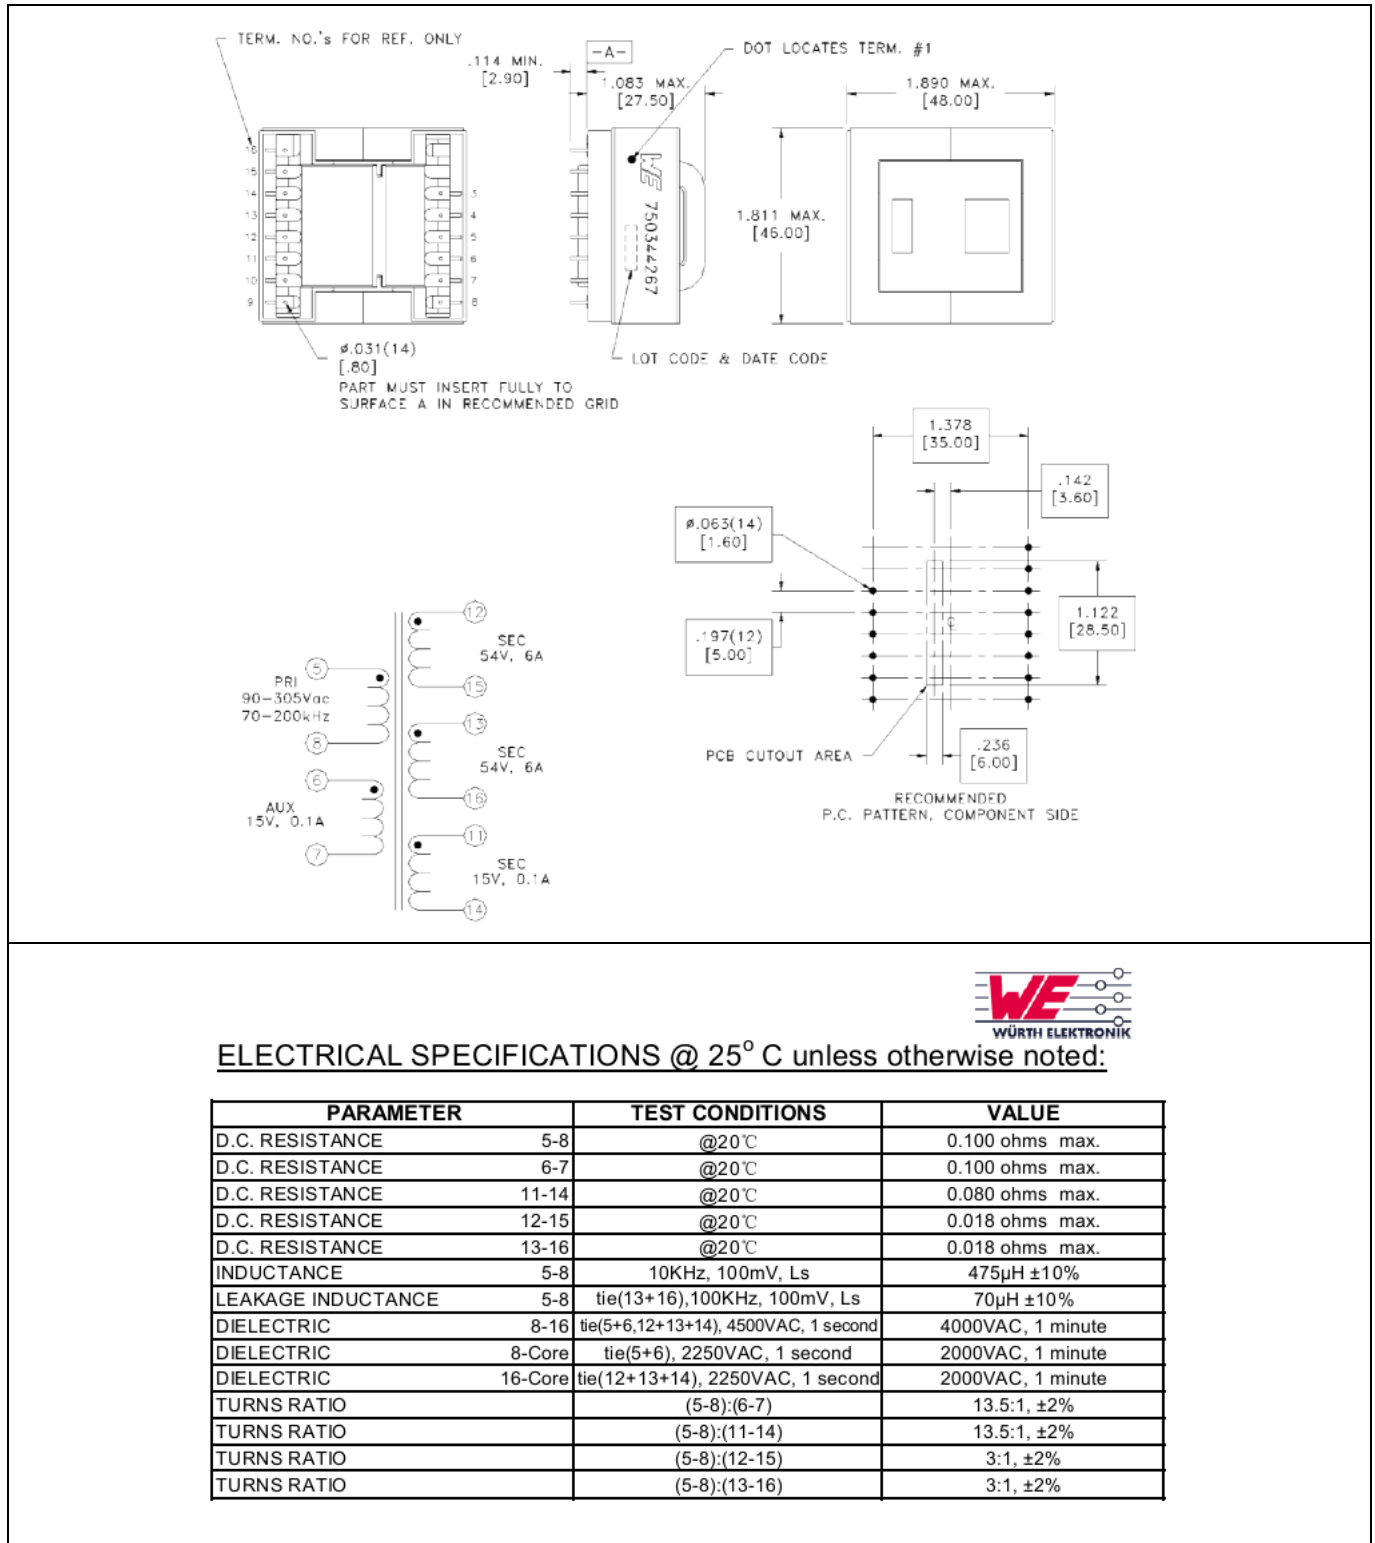 TERM. NO.'s FOR REF. ONLY
.114 MIN.
[2.90]
-A-
1.083 MAX.
[27.50]
DOT LOCATES TERM. #1
1.890 MAX.
[48.00]
16
15
14
13
12
11
10
9
3
4
5
6
7
8
WE 750344267
1.811 MAX.
[46.00]
ø.031(14)
[.80]
PART MUST INSERT FULLY TO
SURFACE A IN RECOMMENDED GRID
LOT CODE & DATE CODE
1.378
[35.00]
.142
[3.60]
ø.063(14)
[1.60]
.197(12)
[5.00]
1.122
[28.50]
.236
[6.00]
PCB CUTOUT AREA
RECOMMENDED
P.C. PATTERN, COMPONENT SIDE
5
PRI
90-305Vac
70-200kHz
8
6
AUX
15V, 0.1A
7
12
SEC
54V, 6A
15
13
SEC
54V, 6A
16
11
SEC
15V, 0.1A
14
WE
WÜRTH ELEKTRONIK
ELECTRICAL SPECIFICATIONS @ 25° C unless otherwise noted:
PARAMETER TEST CONDITIONS VALUE
D.C. RESISTANCE 5-8 @20℃ 0.100 ohms max.
D.C. RESISTANCE 6-7 @20℃ 0.100 ohms max.
D.C. RESISTANCE 11-14 @20℃ 0.080 ohms max.
D.C. RESISTANCE 12-15 @20℃ 0.018 ohms max.
D.C. RESISTANCE 13-16 @20℃ 0.018 ohms max.
INDUCTANCE 5-8 10KHz, 100mV, Ls 475µH ±10%
LEAKAGE INDUCTANCE 5-8 tie(13+16),100KHz, 100mV, Ls 70µH ±10%
DIELECTRIC 8-16 tie(5+6,12+13+14), 4500VAC, 1 second 4000VAC, 1 minute
DIELECTRIC 8-Core tie(5+6), 2250VAC, 1 second 2000VAC, 1 minute
DIELECTRIC 16-Core tie(12+13+14), 2250VAC, 1 second 2000VAC, 1 minute
TURNS RATIO (5-8):(6-7) 13.5:1, ±2%
TURNS RATIO (5-8):(11-14) 13.5:1, ±2%
TURNS RATIO (5-8):(12-15) 3:1, ±2%
TURNS RATIO (5-8):(13-16) 3:1, ±2%